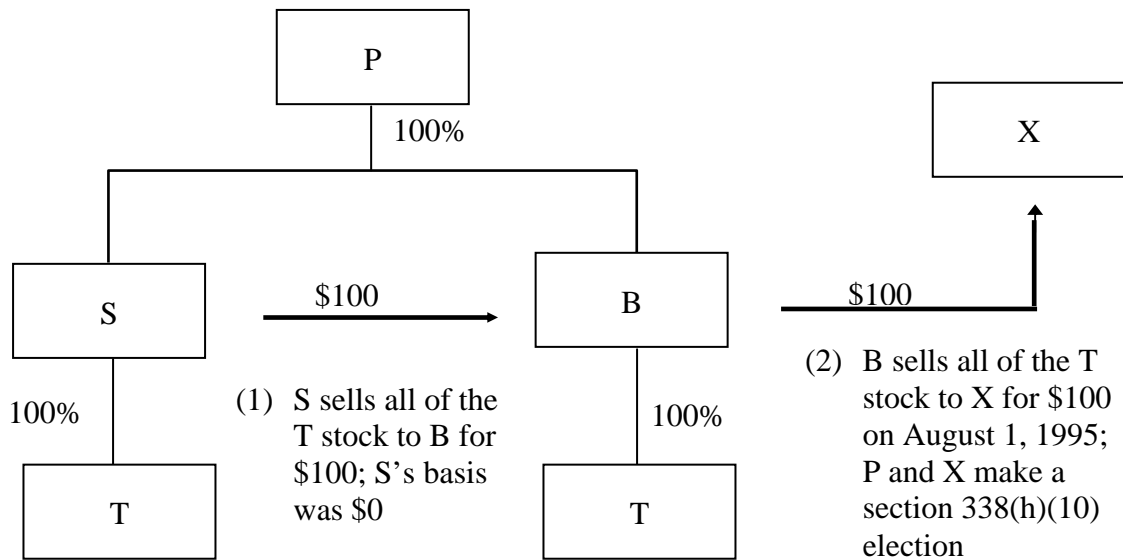 P
100%
X
S
$100
B
$100
100%
(1) S sells all of the
T stock to B for
$100; S’s basis
was $0
100%
(2) B sells all of the T
stock to X for $100
on August 1, 1995;
P and X make a
section 338(h)(10)
election
T
T